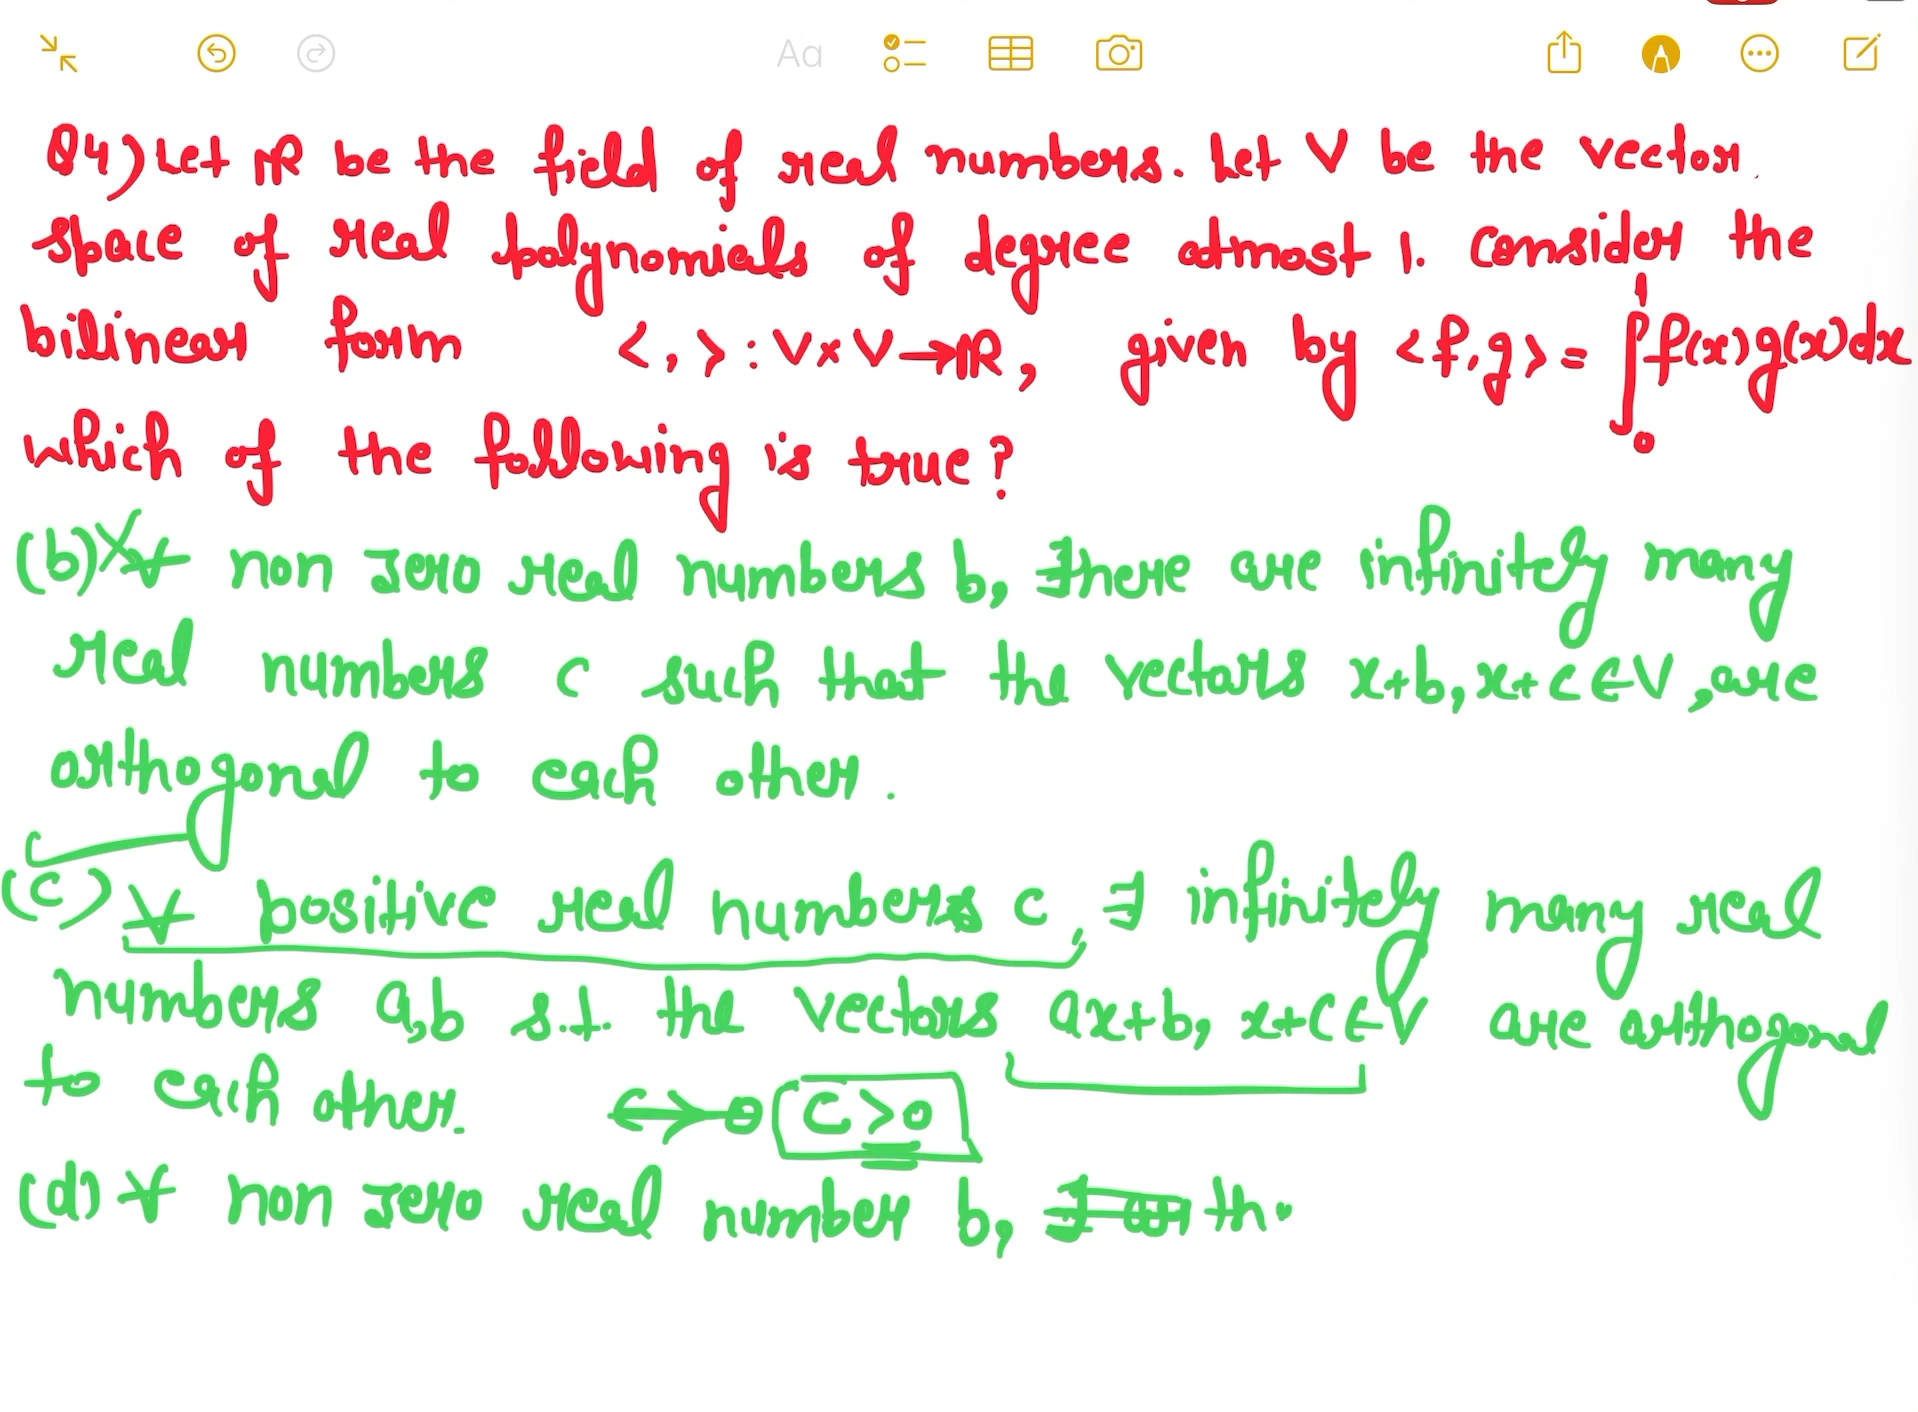 Aa
Q4) Let ℝ be the field of real numbers. Let V be the vector
space of real polynomials of degree atmost 1. Consider the
bilinear form <,>: V×V→ℝ, given by <f,g> = ∫₀¹ f(x)g(x)dx
which of the following is true?
(b) ∀ non zero real numbers b, there are infinitely many
real numbers c such that the vectors x+b, x+c ∈ V, are
orthogonal to each other.
(c) ∀ positive real numbers c, ∃ infinitely many real
numbers a,b s.t. the vectors ax+b, x+c ∈ V are orthogonal
to each other. C>0
(d) ∀ non zero real number b, th